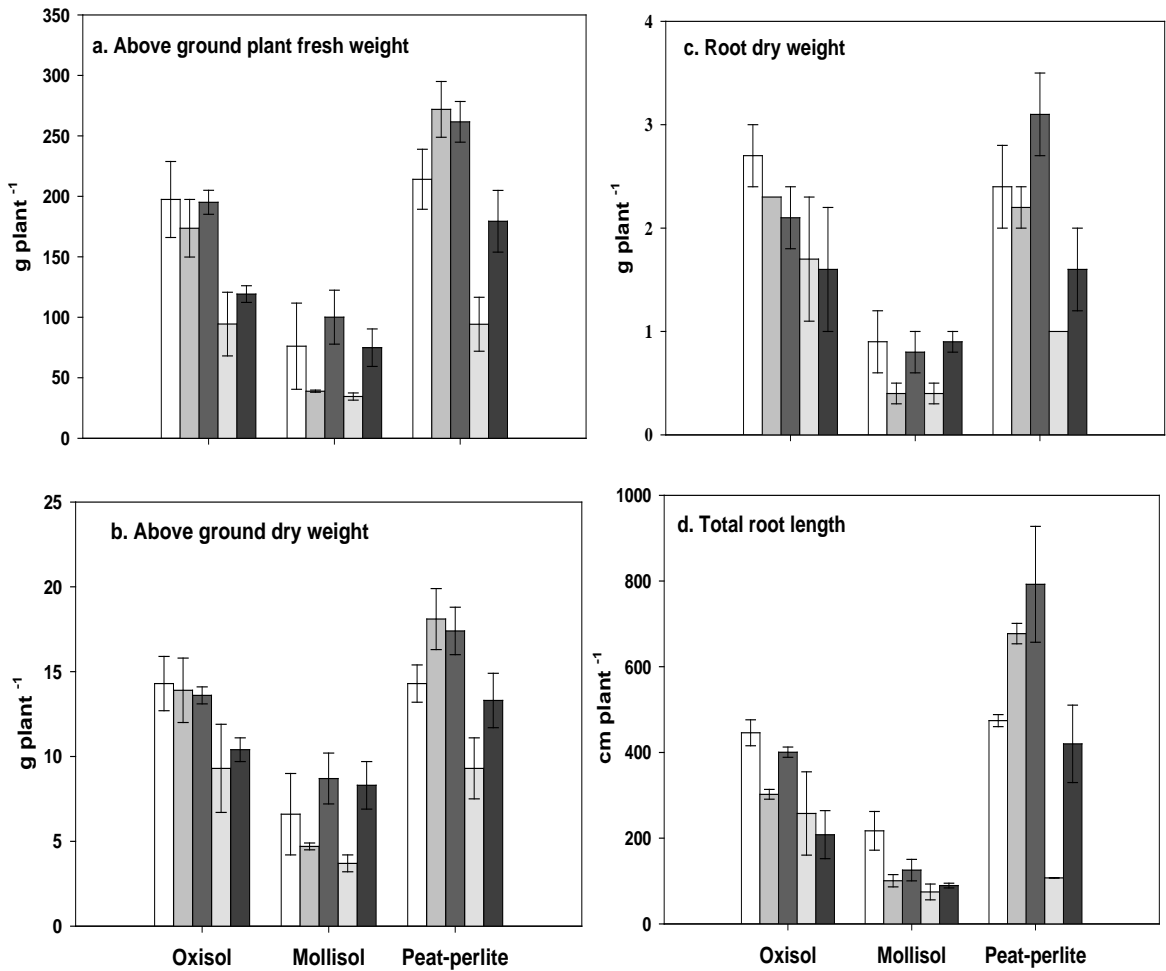 a. Above ground plant fresh weight
g plant -1
350
300
250
200
150
100
50
0
c. Root dry weight
g plant -1
4
3
2
1
0
b. Above ground dry weight
g plant -1
25
20
15
10
5
0
Oxisol Mollisol Peat-perlite
d. Total root length
cm plant -1
1000
800
600
400
200
0
Oxisol Mollisol Peat-perlite